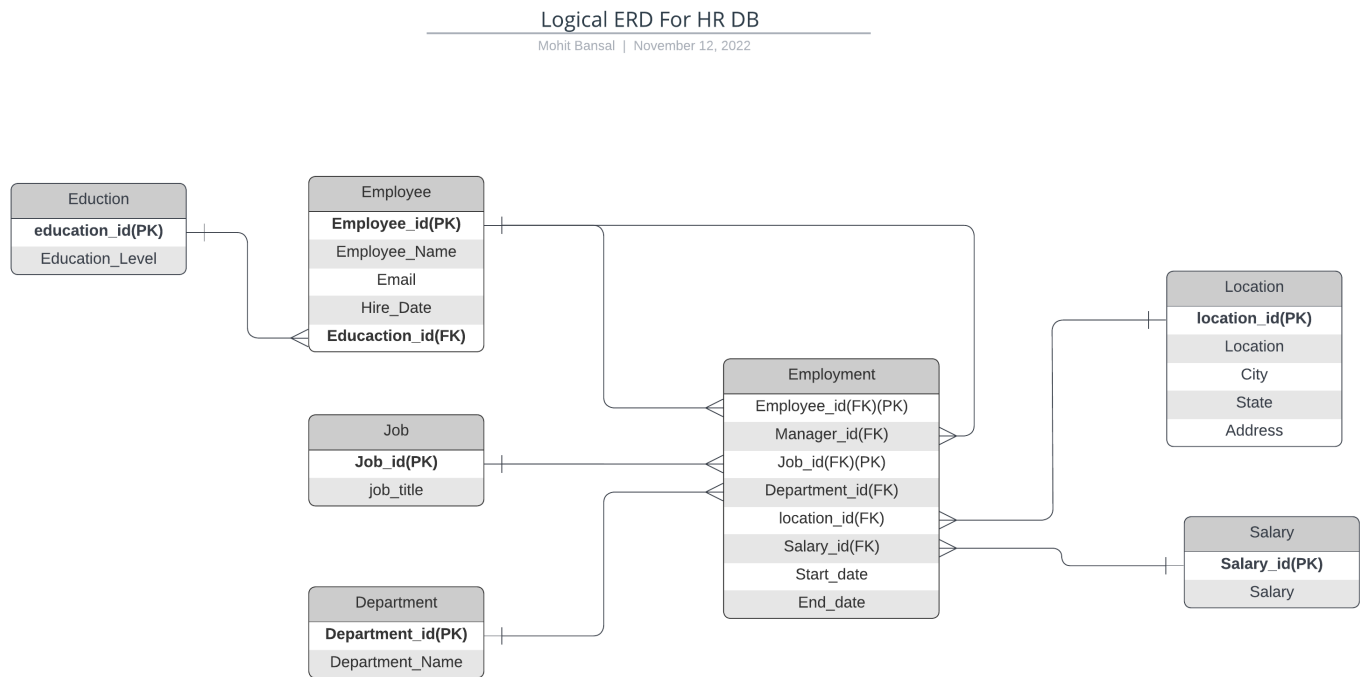 Logical ERD For HR DB
Mohit Bansal | November 12, 2022
Eduction
education_id(PK)
Education_Level
Employee
Employee_id(PK)
Employee_Name
Email
Hire_Date
Educaction_id(FK)
Job
Job_id(PK)
job_title
Department
Department_id(PK)
Department_Name
Employment
Employee_id(FK)(PK)
Manager_id(FK)
Job_id(FK)(PK)
Department_id(FK)
location_id(FK)
Salary_id(FK)
Start_date
End_date
Location
location_id(PK)
Location
City
State
Address
Salary
Salary_id(PK)
Salary